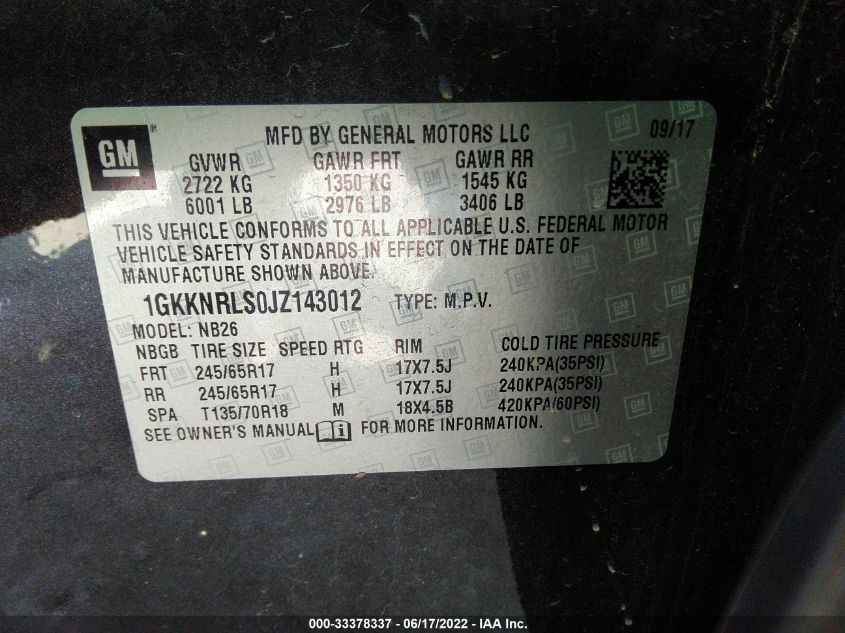 GM ®
MFD BY GENERAL MOTORS LLC 09/17
GVWR GAWR FRT GAWR RR
2722 KG 1350 KG 1545 KG
6001 LB 2976 LB 3406 LB
THIS VEHICLE CONFORMS TO ALL APPLICABLE U.S. FEDERAL MOTOR
VEHICLE SAFETY STANDARDS IN EFFECT ON THE DATE OF
MANUFACTURE SHOWN ABOVE.
1GKKNRLS0JZ143012 TYPE: M.P.V.
MODEL: NB26
NBGB TIRE SIZE SPEED RTG RIM COLD TIRE PRESSURE
FRT 245/65R17 H 17X7.5J 240KPA(35PSI)
RR 245/65R17 H 17X7.5J 240KPA(35PSI)
SPA T135/70R18 M 18X4.5B 420KPA(60PSI)
SEE OWNER'S MANUAL i FOR MORE INFORMATION.
000-33378337 - 06/17/2022 - IAA Inc.